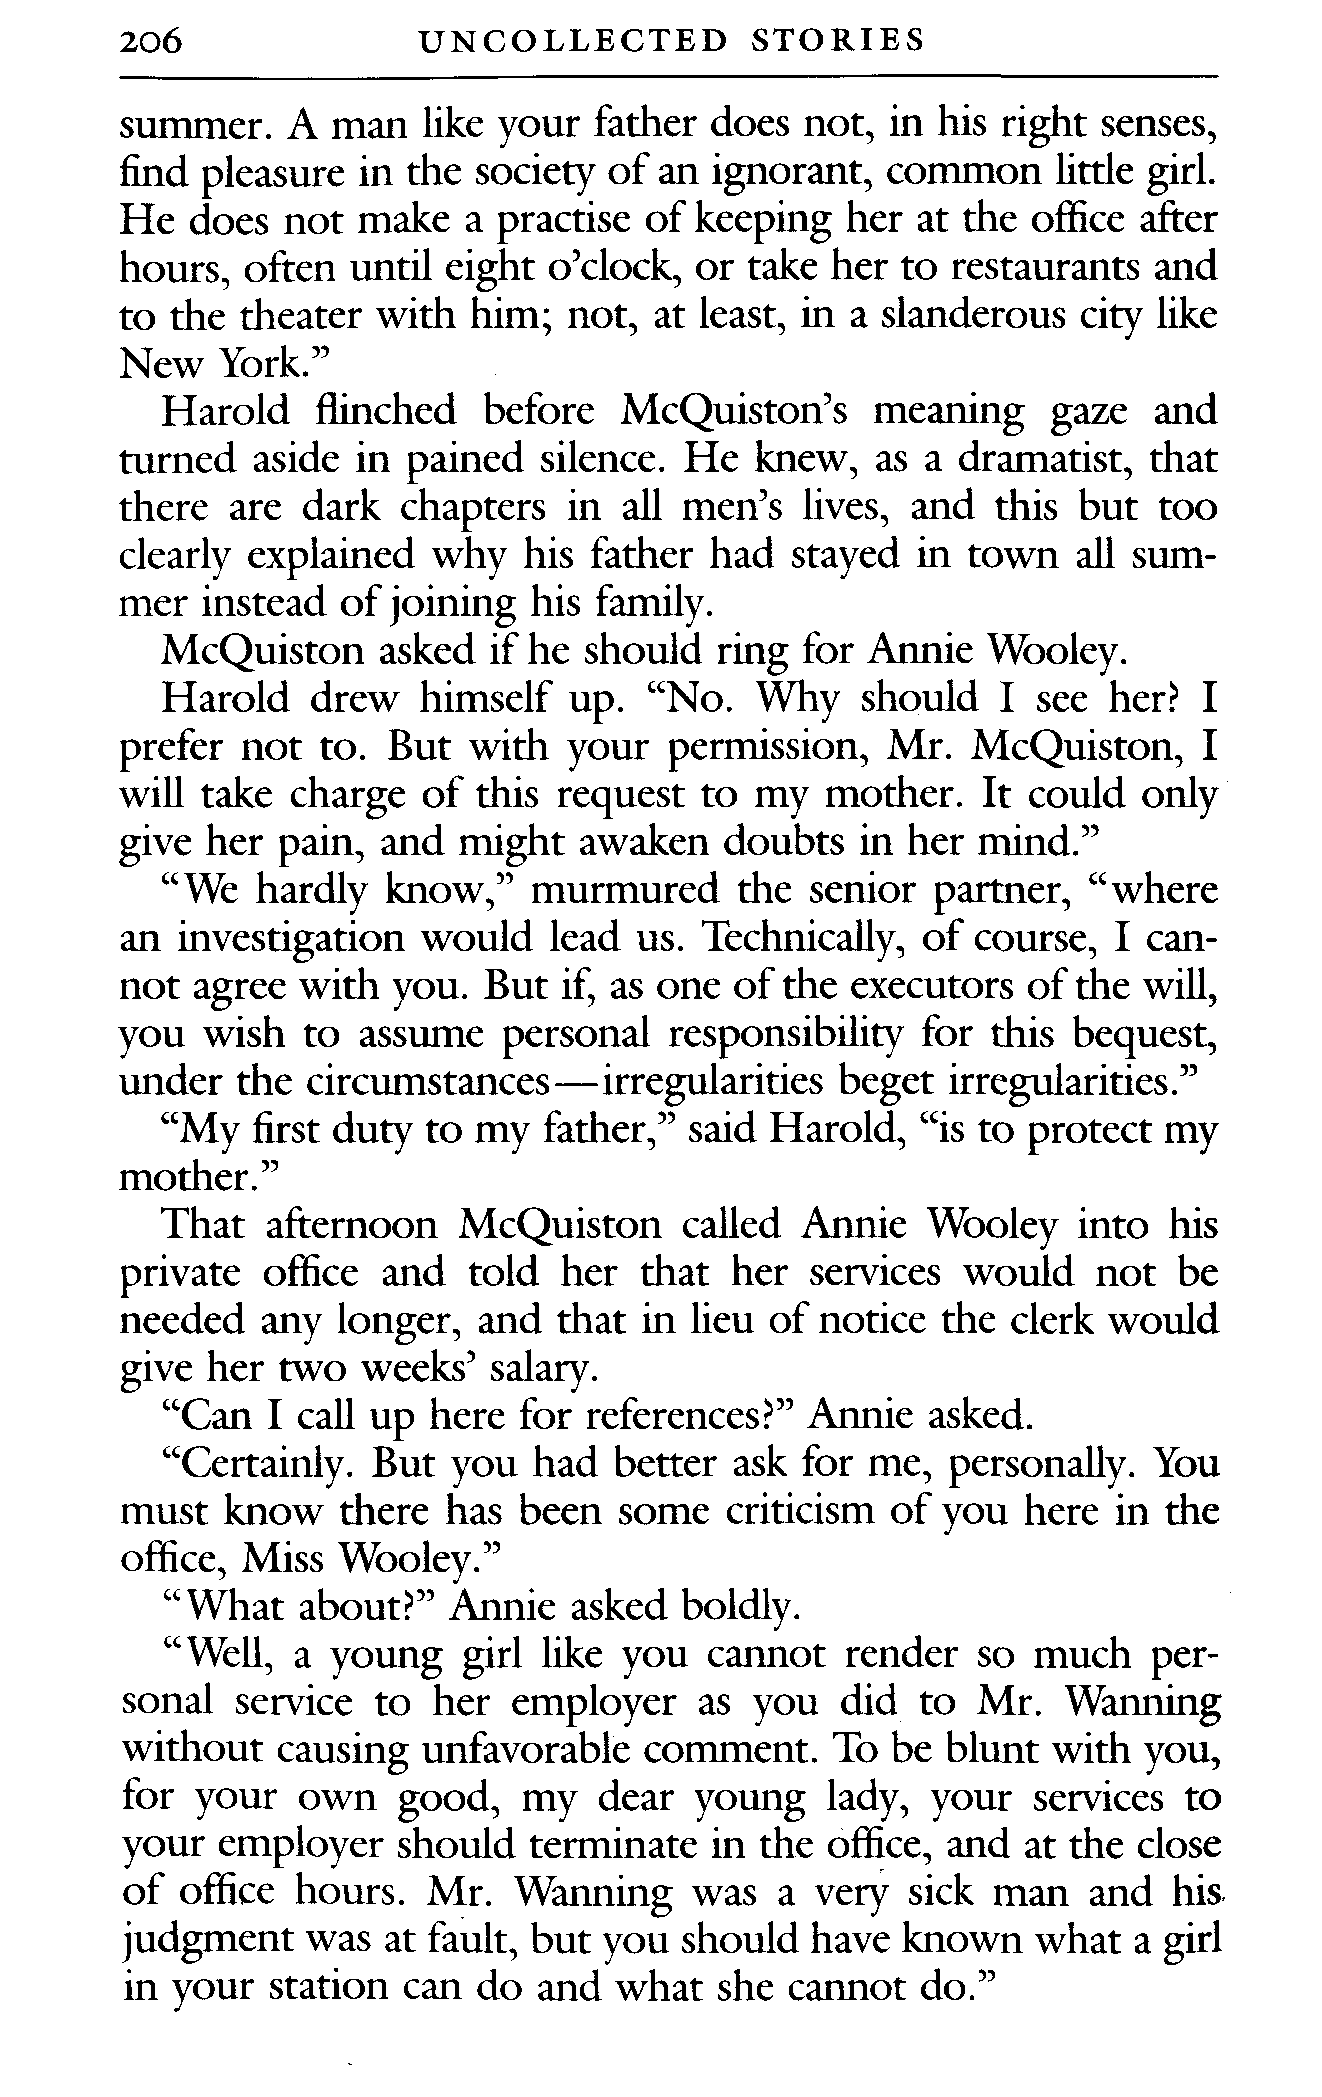 206 UNCOLLECTED STORIES
summer. A man like your father does not, in his right senses,
find pleasure in the society of an ignorant, common little girl.
He does not make a practise of keeping her at the office after
hours, often until eight o’clock, or take her to restaurants and
to the theater with him; not, at least, in a slanderous city like
New York.”
Harold flinched before McQuiston’s meaning gaze and
turned aside in pained silence. He knew, as a dramatist, that
there are dark chapters in all men’s lives, and this but too
clearly explained why his father had stayed in town all sum-
mer instead of joining his family.
McQuiston asked if he should ring for Annie Wooley.
Harold drew himself up. “No. Why should I see her? I
prefer not to. But with your permission, Mr. McQuiston, I
will take charge of this request to my mother. It could only
give her pain, and might awaken doubts in her mind.”
“We hardly know,” murmured the senior partner, “where
an investigation would lead us. Technically, of course, I can-
not agree with you. But if, as one of the executors of the will,
you wish to assume personal responsibility for this bequest,
under the circumstances—irregularities beget irregularities.”
“My first duty to my father,” said Harold, “is to protect my
mother.”
That afternoon McQuiston called Annie Wooley into his
private office and told her that her services would not be
needed any longer, and that in lieu of notice the clerk would
give her two weeks’ salary.
“Can I call up here for references?” Annie asked.
“Certainly. But you had better ask for me, personally. You
must know there has been some criticism of you here in the
office, Miss Wooley.”
“What about?” Annie asked boldly.
“Well, a young girl like you cannot render so much per-
sonal service to her employer as you did to Mr. Wanning
without causing unfavorable comment. To be blunt with you,
for your own good, my dear young lady, your services to
your employer should terminate in the office, and at the close
of office hours. Mr. Wanning was a very sick man and his
judgment was at fault, but you should have known what a girl
in your station can do and what she cannot do.”